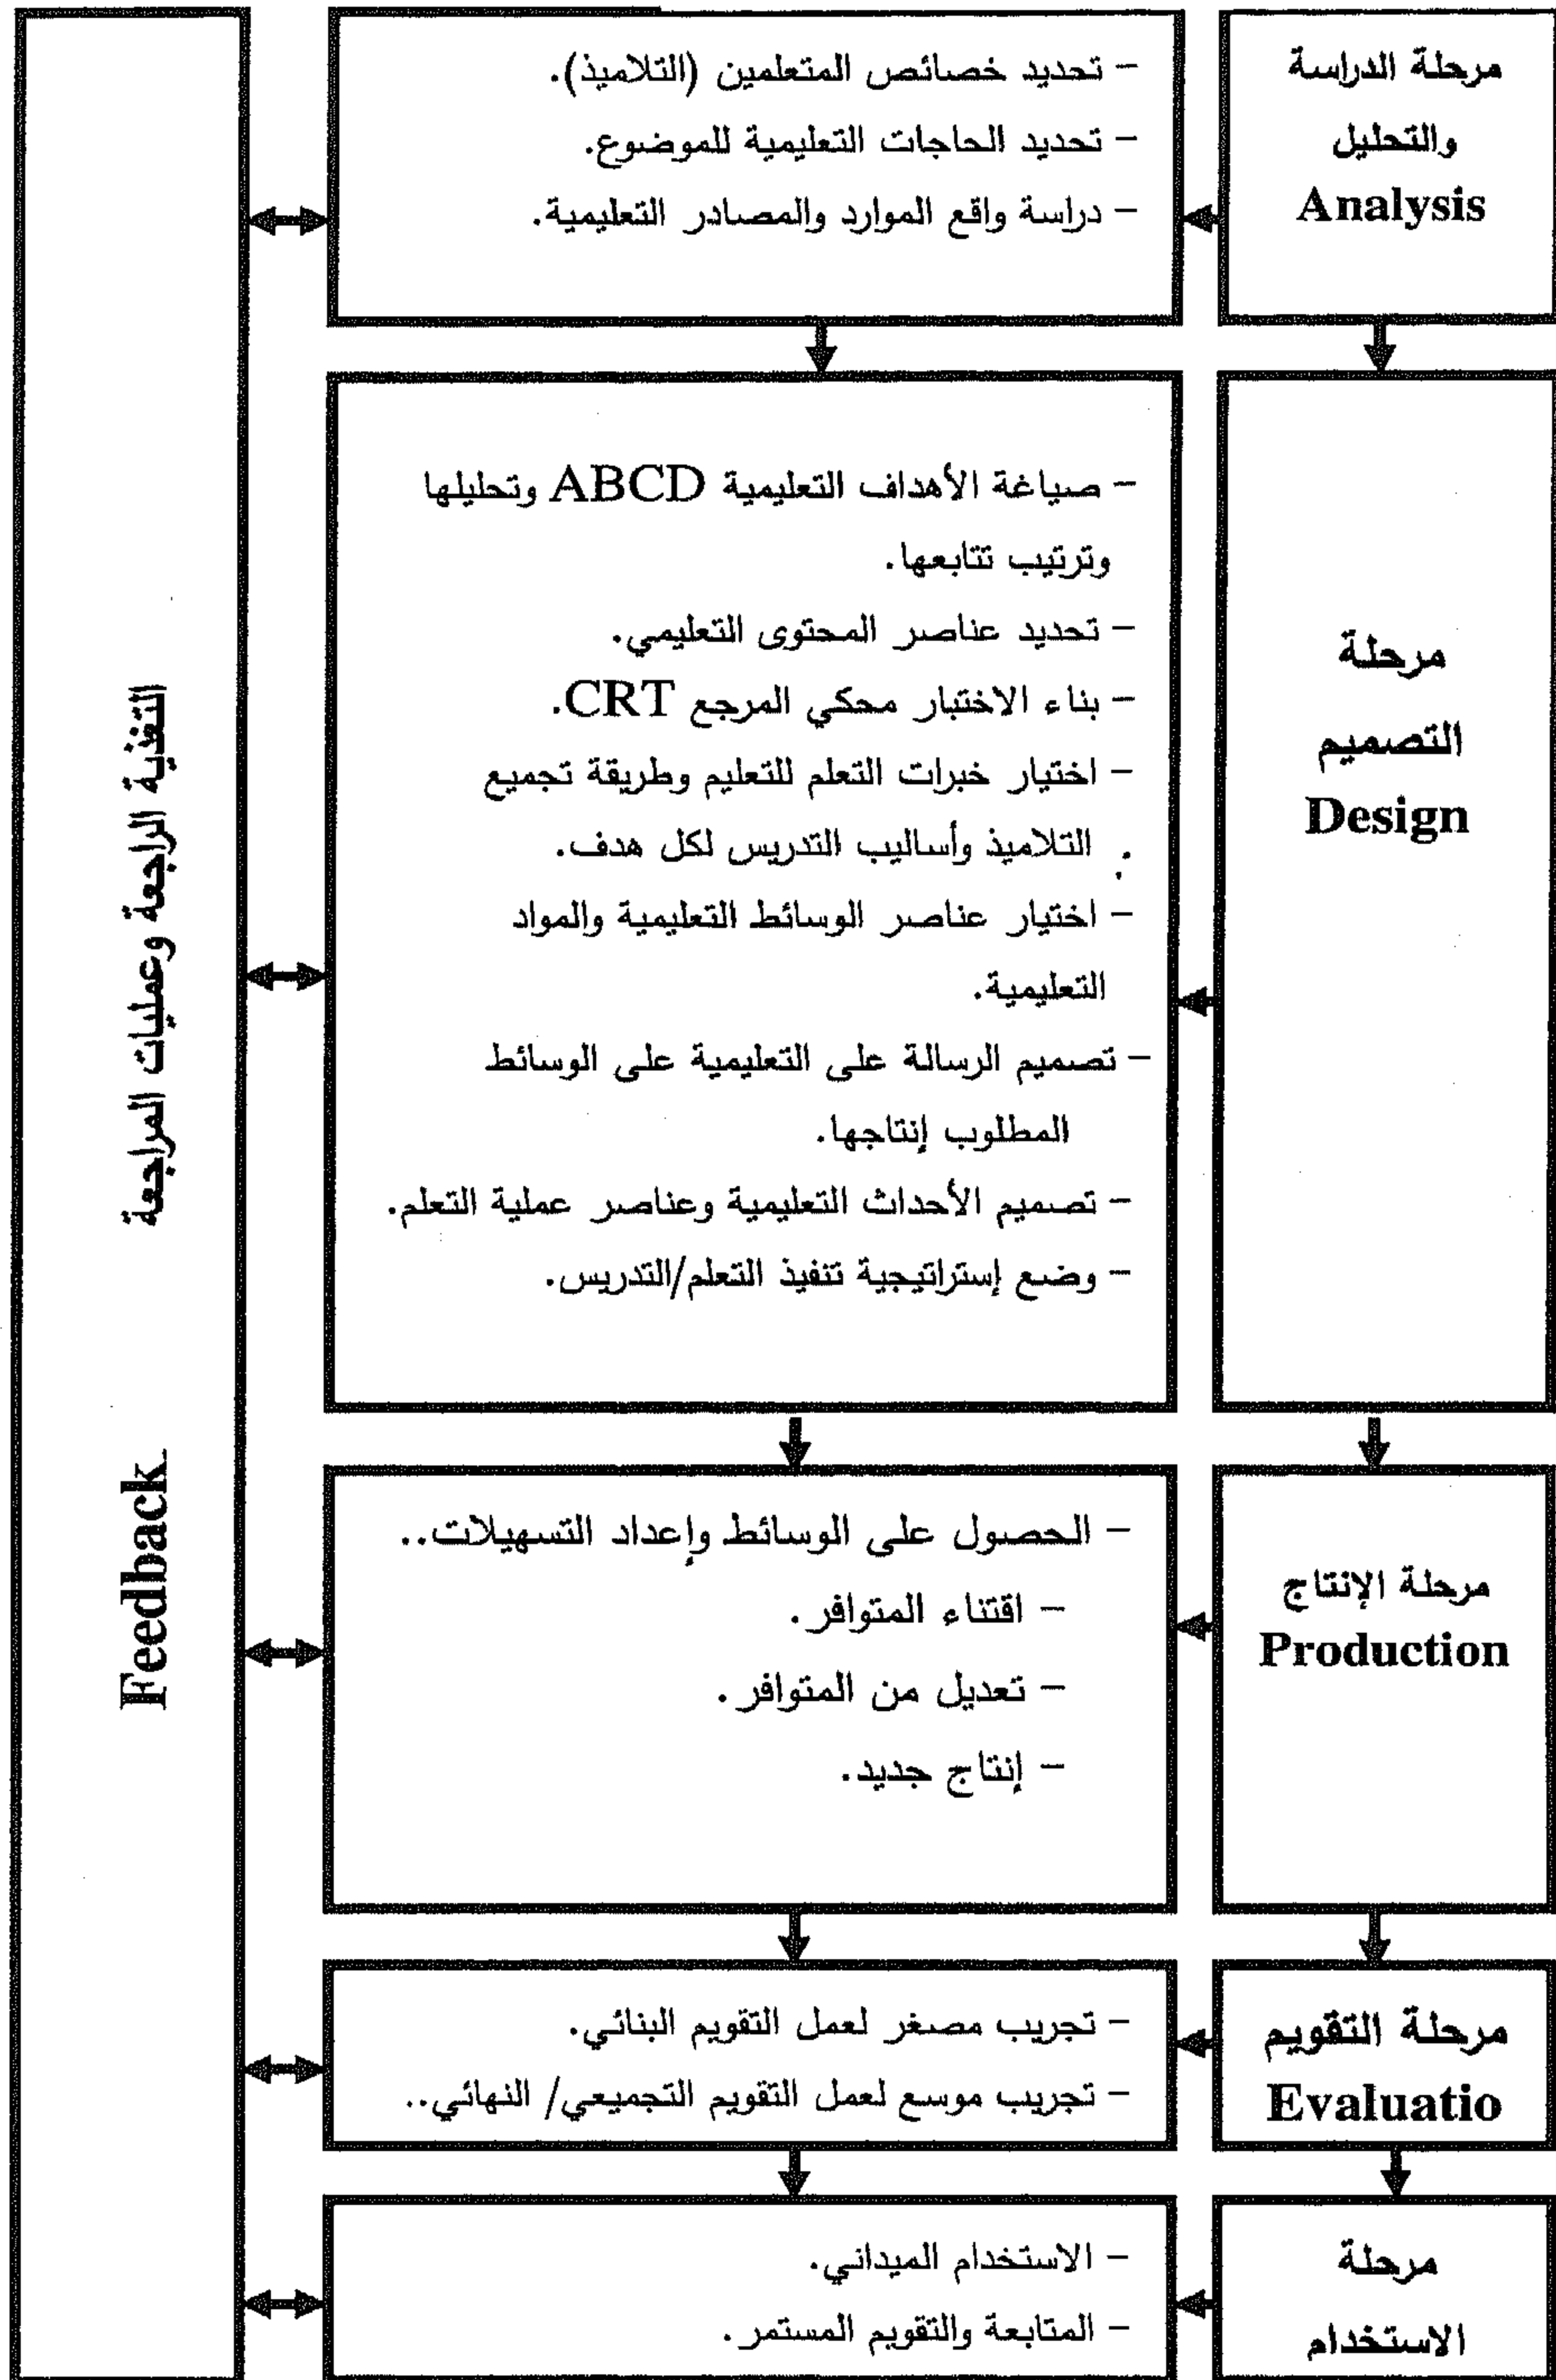 مرحلة الدراسة
والتحليل
Analysis
– تحديد خصائص المتعلمين (التلاميذ).
– تحديد الحاجات التعليمية للموضوع.
– دراسة واقع الموارد والمصادر التعليمية.
مرحلة
التصميم
Design
– صياغة الأهداف التعليمية ABCD وتحليلها
وترتيب تتابعها.
– تحديد عناصر المحتوى التعليمي.
– بناء الاختبار محكي المرجع CRT.
– اختيار خبرات التعلم للتعليم وطريقة تجميع
التلاميذ وأساليب التدريس لكل هدف.
– اختيار عناصر الوسائط التعليمية والمواد
التعليمية.
– تصميم الرسالة على التعليمية على الوسائط
المطلوب إنتاجها.
– تصميم الأحداث التعليمية وعناصر عملية التعلم.
– وضع إستراتيجية تنفيذ التعلم/التدريس.
مرحلة الإنتاج
Production
– الحصول على الوسائط وإعداد التسهيلات..
– اقتناء المتوافر.
– تعديل من المتوافر.
– إنتاج جديد.
مرحلة التقويم
Evaluatio
– تجريب مصغر لعمل التقويم البنائي.
– تجريب موسع لعمل التقويم التجميعي/ النهائي..
مرحلة
الاستخدام
– الاستخدام الميداني.
– المتابعة والتقويم المستمر.
التغذية الراجعة وعمليات المراجعة
Feedback